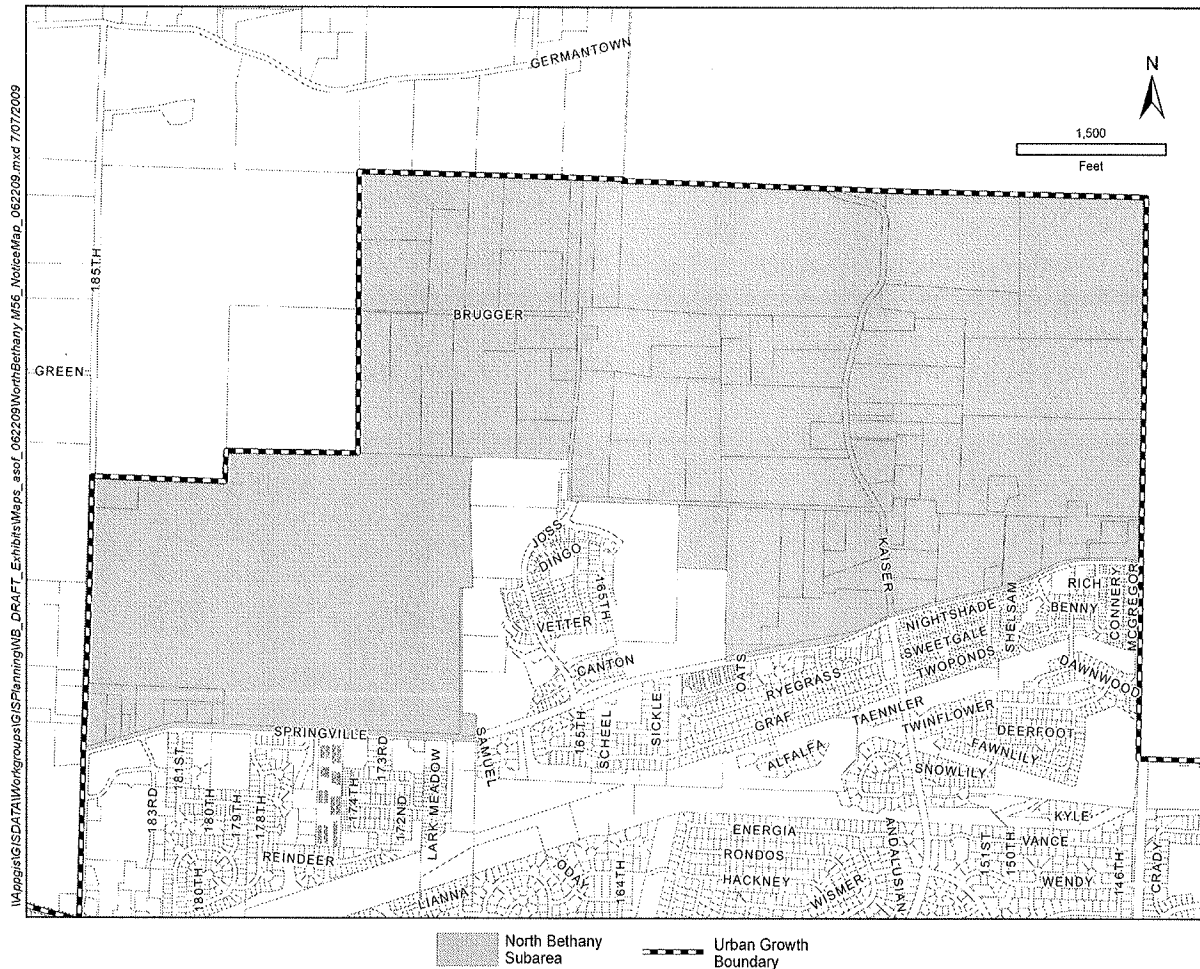 \\Appgis\GISDATA\Workgroups\GISPlanning\NB_DRAFT_Exhibits\Maps_asof_062209\NorthBethany M56_NoticeMap_062209.mxd 7/07/2009
GERMANTOWN
N
1,500
Feet
185TH
BRUGGER
GREEN
JOSS
DINGO
165TH
KAISER
VETTER
CANTON
RICH
BENNY
CONNERY
MCGREGOR
NIGHTSHADE
SWEETGALE
SHELSAM
TWOPONDS
OATS
RYEGRASS
DAWNWOOD
GRAF
TAENNLER
TWINFLOWER
DEERFOOT
FAWNLILY
ALFALFA
SNOWLILY
SPRINGVILLE
SAMUEL
165TH
SCHEEL
SICKLE
181ST
173RD
183RD
180TH
179TH
178TH
174TH
172ND
LARK MEADOW
REINDEER
180TH
LIANNA
ODAY
164TH
ENERGIA
RONDOS
HACKNEY
WISMER
ANDALUSIAN
151ST
150TH
KYLE
VANCE
WENDY
146TH
CRADY
North Bethany
Subarea
Urban Growth
Boundary